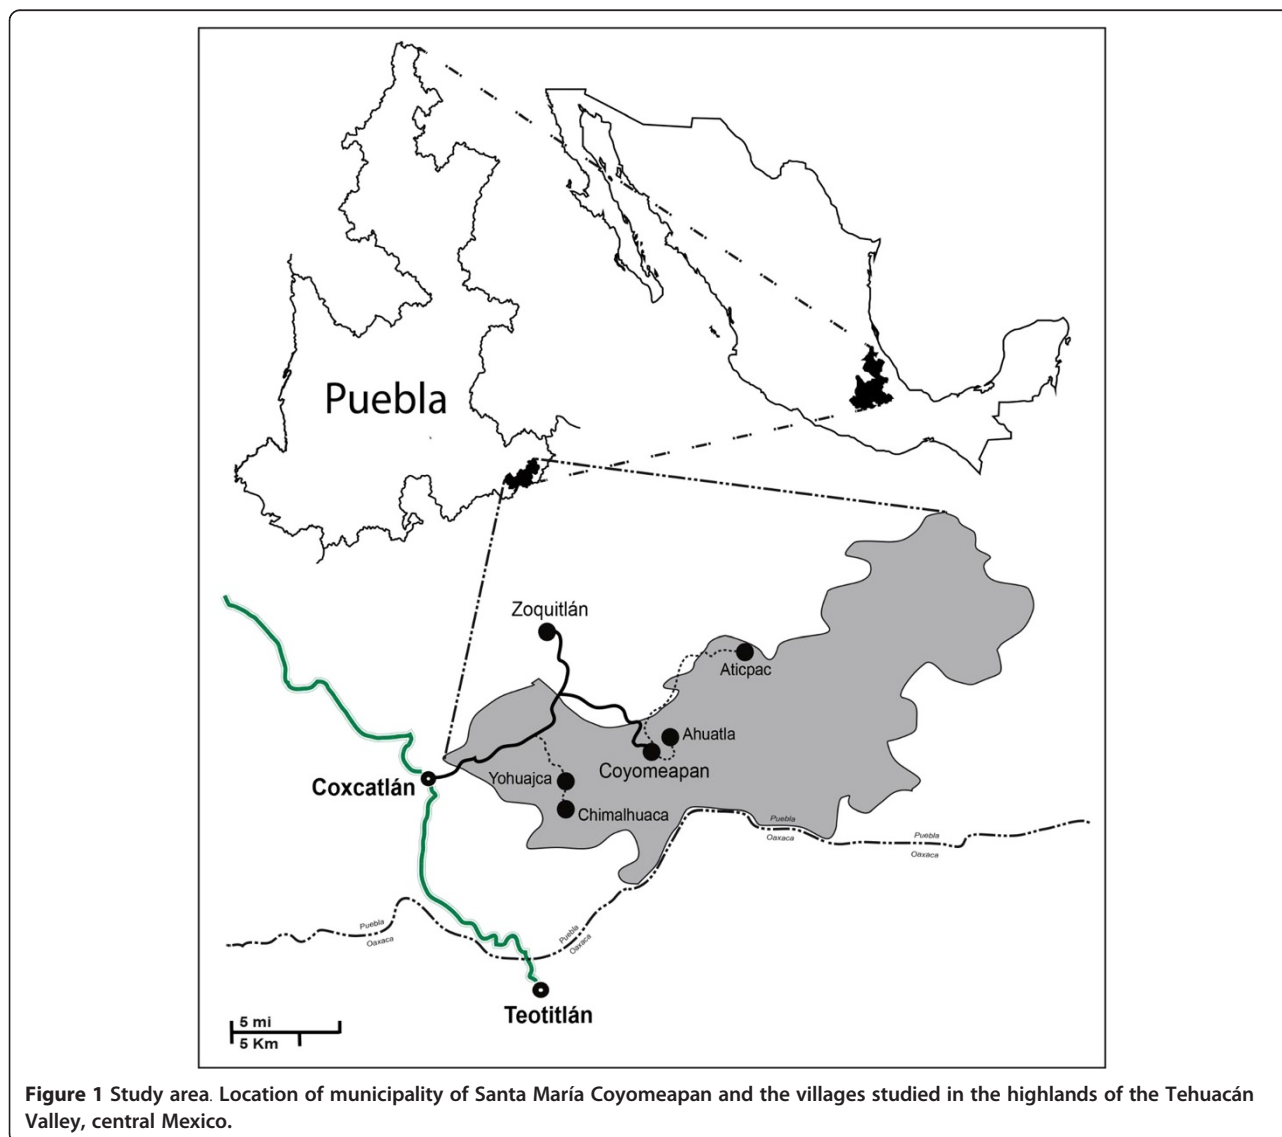 Puebla
Zoquitlán
Aticpac
Ahuatla
Coyomeapan
Coxcatlán
Yohuajca
Chimalhuaca
Puebla
Oaxaca
Puebla
Oaxaca
Puebla
Oaxaca
Puebla
Oaxaca
Teotitlán
5 mi
5 Km
Figure 1 Study area. Location of municipality of Santa María Coyomeapan and the villages studied in the highlands of the Tehuacán
Valley, central Mexico.